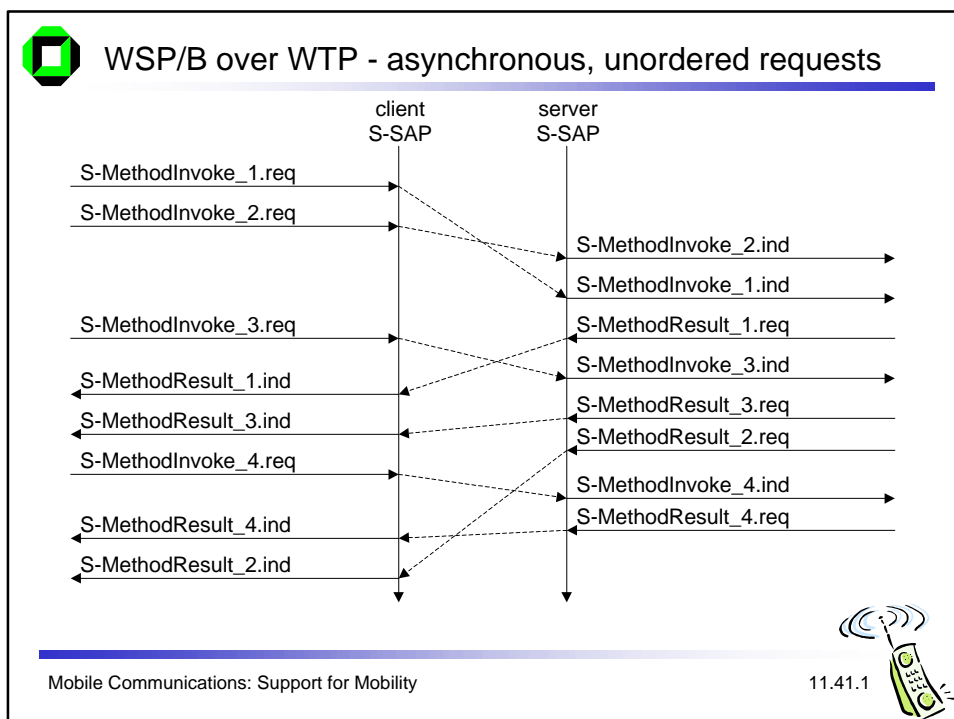 WSP/B over WTP - asynchronous, unordered requests
client
S-SAP
server
S-SAP
S-MethodInvoke_1.req
S-MethodInvoke_2.req
S-MethodInvoke_2.ind
S-MethodInvoke_1.ind
S-MethodInvoke_3.req
S-MethodResult_1.req
S-MethodInvoke_3.ind
S-MethodResult_1.ind
S-MethodResult_3.req
S-MethodResult_3.ind
S-MethodResult_2.req
S-MethodInvoke_4.req
S-MethodInvoke_4.ind
S-MethodResult_4.req
S-MethodResult_4.ind
S-MethodResult_2.ind
Mobile Communications: Support for Mobility
11.41.1